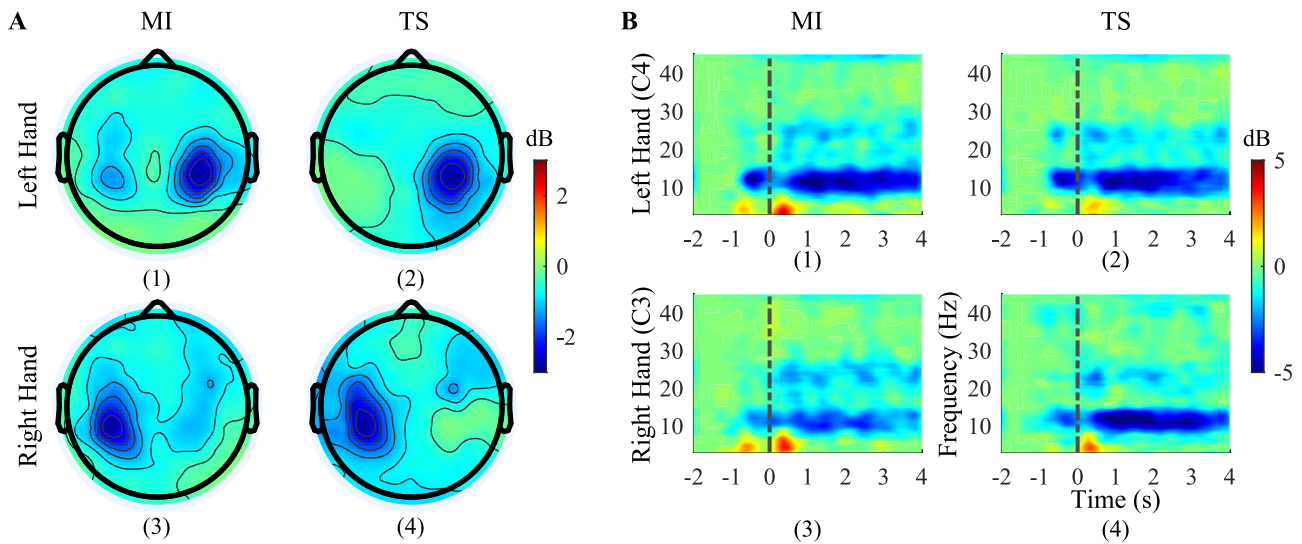 A
MI
TS
Left Hand
(1)
(2)
Right Hand
(3)
(4)
dB
2
0
-2
B
MI
TS
Left Hand (C4)
40
30
20
10
-2 -1 0 1 2 3 4
(1)
40
30
20
10
-2 -1 0 1 2 3 4
(2)
Right Hand (C3)
40
30
20
10
-2 -1 0 1 2 3 4
(3)
Frequency (Hz)
40
30
20
10
-2 -1 0 1 2 3 4
Time (s)
(4)
dB
5
0
-5